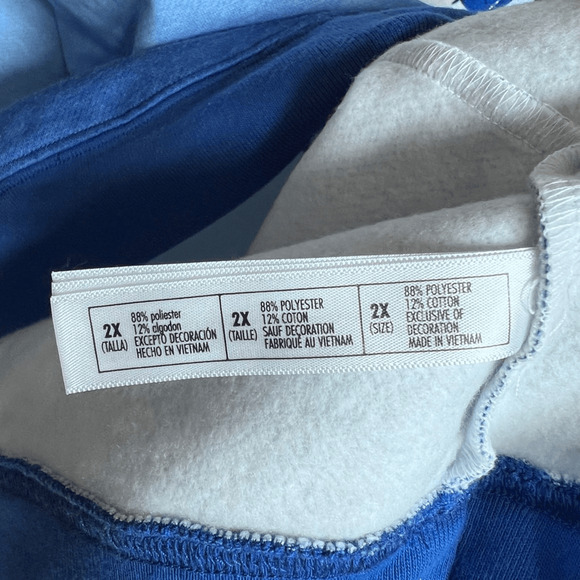 2X
(TALLA)
88% poliester
12% algodon
EXCEPTO DECORACIÓN
HECHO EN VIETNAM
2X
(TAILLE)
88% POLYESTER
12% COTON
SAUF DECORATION
FABRIQUÉ AU VIETNAM
2X
(SIZE)
88% POLYESTER
12% COTTON
EXCLUSIVE OF
DECORATION
MADE IN VIETNAM